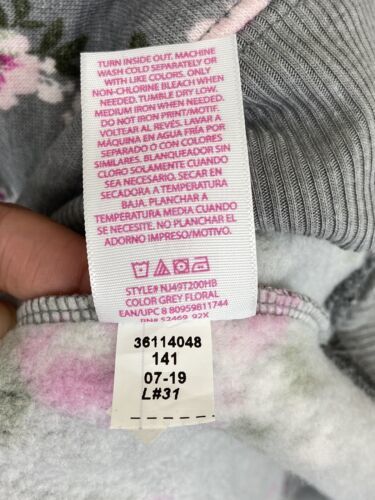 TURN INSIDE OUT. MACHINE
WASH COLD SEPARATELY OR
WITH LIKE COLORS. ONLY
NON-CHLORINE BLEACH WHEN
NEEDED. TUMBLE DRY LOW.
MEDIUM IRON WHEN NEEDED.
DO NOT IRON PRINT/MOTIF.
VOLTEAR AL REVÉS. LAVAR A
MÁQUINA EN AGUA FRÍA POR
SEPARADO O CON COLORES
SIMILARES. BLANQUEADOR SIN
CLORO SOLAMENTE CUANDO
SEA NECESARIO. SECAR EN
SECADORA A TEMPERATURA
BAJA. PLANCHAR A
TEMPERATURA MEDIA CUANDO
SE NECESITE. NO PLANCHAR EL
ADORNO IMPRESO/MOTIVO.
STYLE# NJ49T200HB
COLOR GREY FLORAL
EAN/UPC 8 80959811744
RN# 52469 92X
36114048
141
07-19
L#31